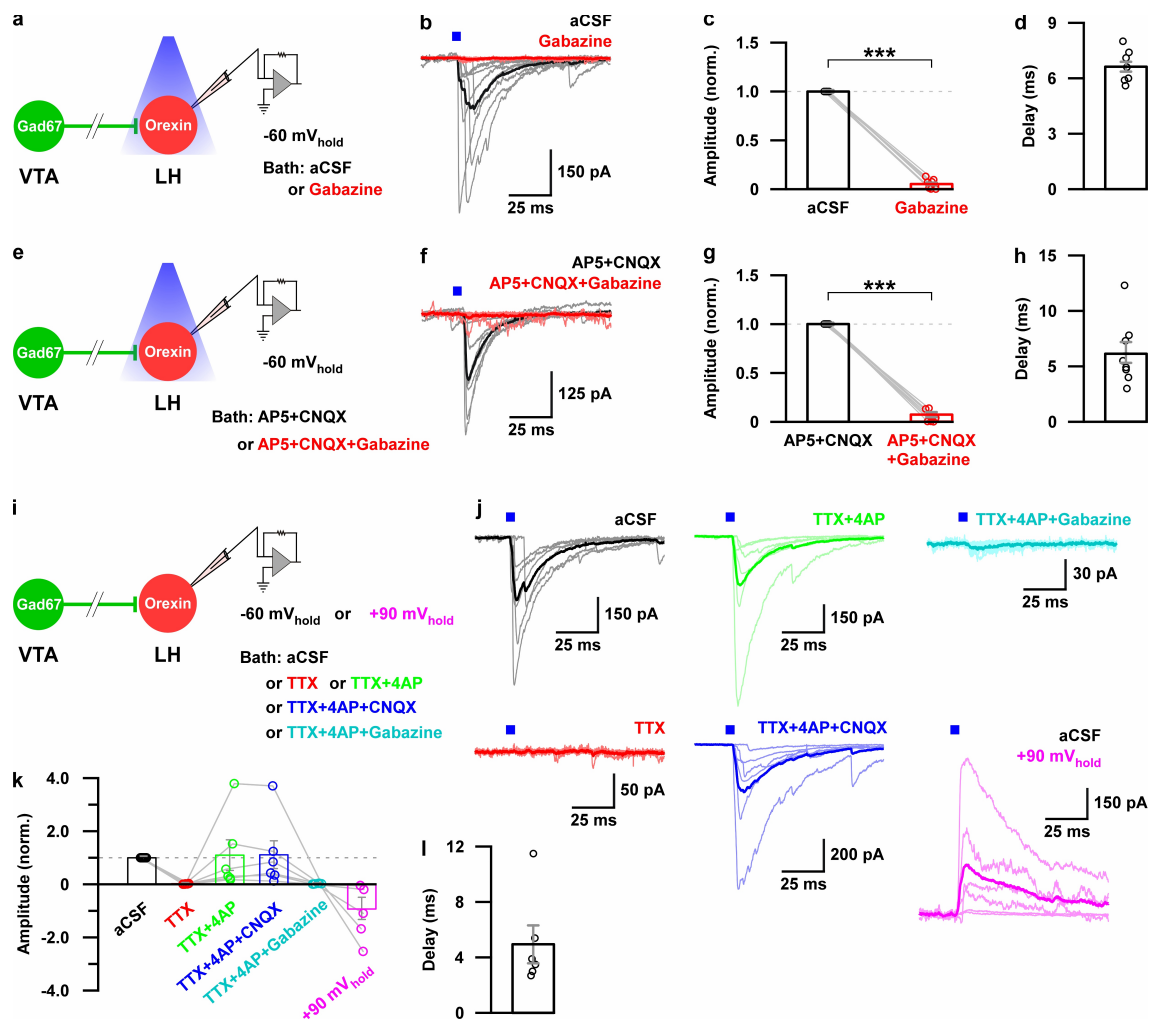 a
Gad67
Orexin
VTA
LH
-60 mVhold
Bath: aCSF
or Gabazine
b
aCSF
Gabazine
150 pA
25 ms
c
Amplitude (norm.)
1.5
1.0
0.5
0
***
aCSF
Gabazine
d
Delay (ms)
9
6
3
0
e
Gad67
Orexin
VTA
LH
-60 mVhold
Bath: AP5+CNQX
or AP5+CNQX+Gabazine
f
AP5+CNQX
AP5+CNQX+Gabazine
125 pA
25 ms
g
Amplitude (norm.)
1.5
1.0
0.5
0
***
AP5+CNQX
AP5+CNQX
+Gabazine
h
Delay (ms)
15
10
5
0
i
Gad67
Orexin
VTA
LH
-60 mVhold or +90 mVhold
Bath: aCSF
or TTX or TTX+4AP
or TTX+4AP+CNQX
or TTX+4AP+Gabazine
j
aCSF
150 pA
25 ms
TTX+4AP
150 pA
25 ms
TTX+4AP+Gabazine
30 pA
25 ms
TTX
50 pA
25 ms
TTX+4AP+CNQX
200 pA
25 ms
aCSF
+90 mVhold
150 pA
25 ms
k
Amplitude (norm.)
4.0
2.0
0
-2.0
-4.0
aCSF
TTX
TTX+4AP
TTX+4AP+CNQX
TTX+4AP+Gabazine
+90 mVhold
l
Delay (ms)
12
8
4
0